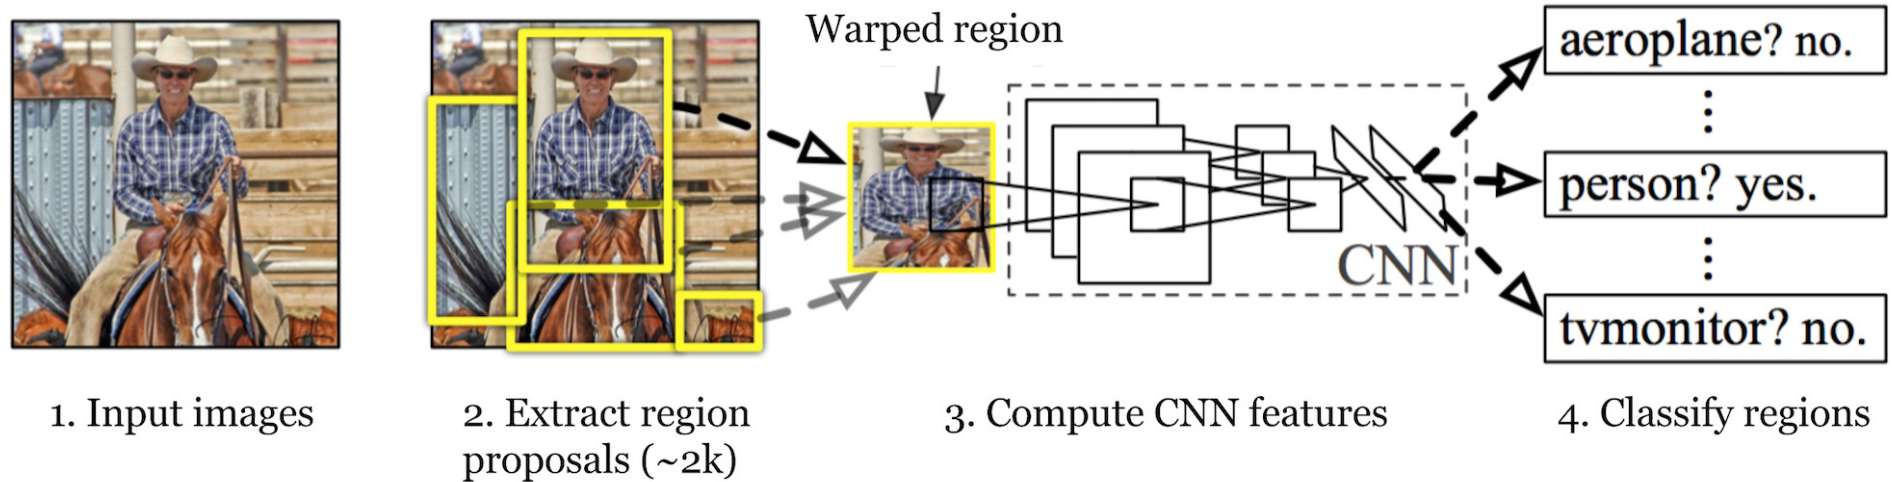 Warped region
aeroplane? no.
person? yes.
CNN
tvmonitor? no.
1. Input images
2. Extract region
proposals (~2k)
3. Compute CNN features
4. Classify regions